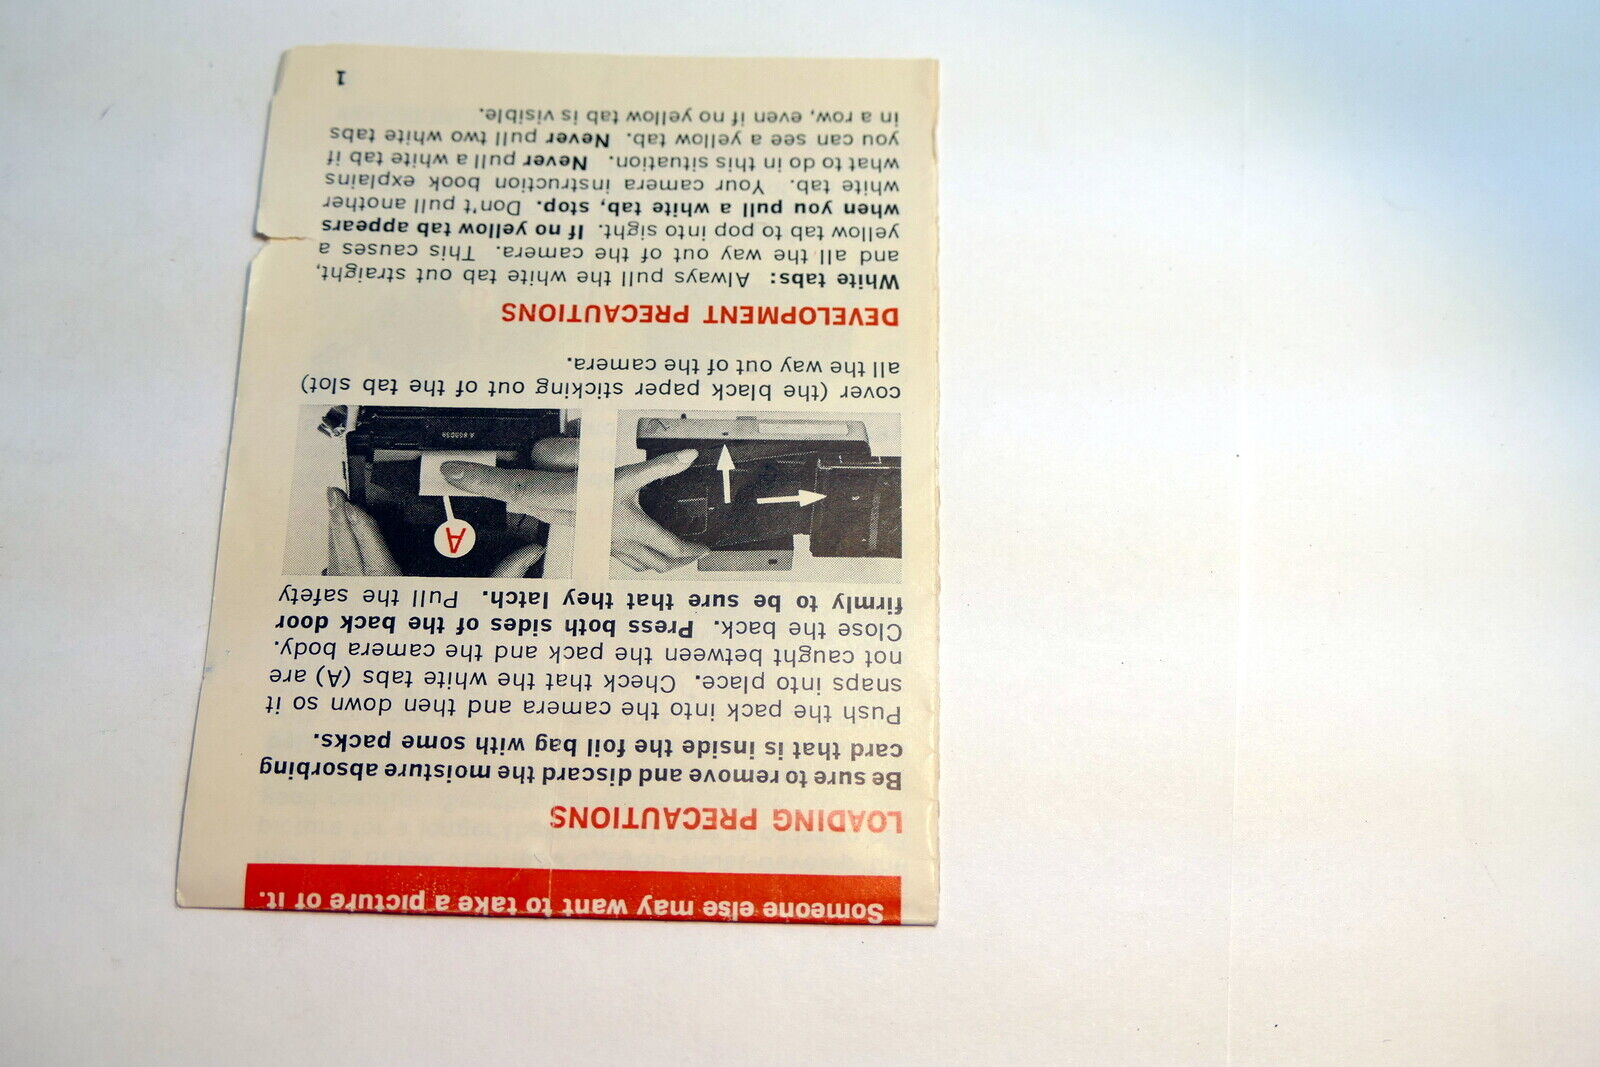 Someone else may want to take a picture of it.
LOADING PRECAUTIONS
Be sure to remove and discard the moisture absorbing
card that is inside the foil bag with some packs.
Push the pack into the camera and then down so it
snaps into place. Check that the white tabs (A) are
not caught between the pack and the camera body.
Close the back. Press both sides of the back door
firmly to be sure that they latch. Pull the safety
A
cover (the black paper sticking out of the tab slot)
all the way out of the camera.
DEVELOPMENT PRECAUTIONS
White tabs: Always pull the white tab out straight,
and all the way out of the camera. This causes a
yellow tab to pop into sight. If no yellow tab appears
when you pull a white tab, stop. Don't pull another
white tab. Your camera instruction book explains
what to do in this situation. Never pull a white tab if
you can see a yellow tab. Never pull two white tabs
in a row, even if no yellow tab is visible.
1